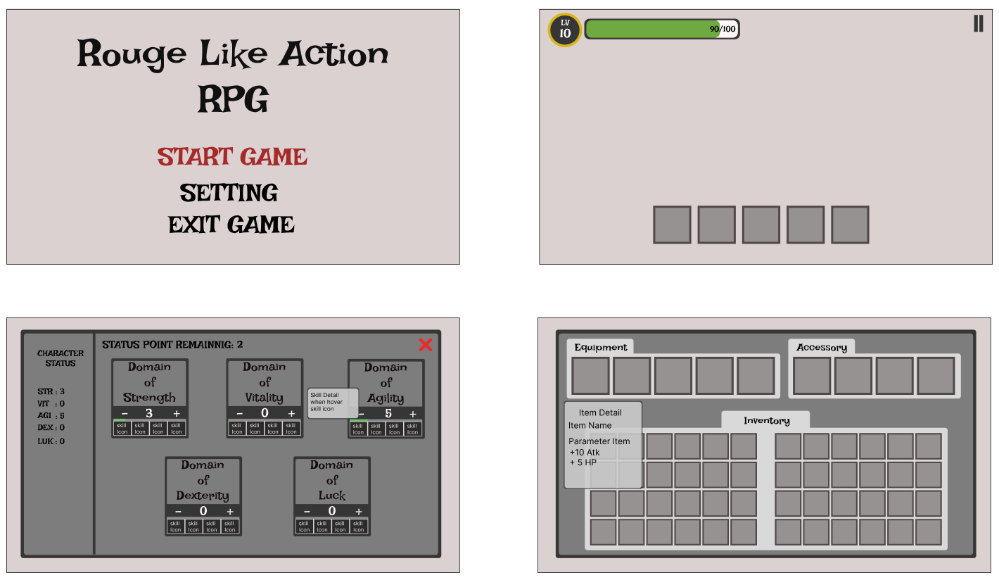 Rouge Like Action
RPG
START GAME
SETTING
EXIT GAME
LV
10
90/100
CHARACTER
STATUS
STR : 3
VIT : 0
AGI : 5
DEX : 0
LUK : 0
STATUS POINT REMAINNIG: 2
Domain
of
Strength
- 3 +
skill Icon skill Icon skill Icon skill Icon
Domain
of
Vitality
- 0 +
skill Icon skill Icon skill Icon skill Icon
Skill Detail
when hover
skill icon
Domain
of
Agility
- 5 +
skill Icon skill Icon skill Icon skill Icon
Domain
of
Dexterity
- 0 +
skill Icon skill Icon skill Icon skill Icon
Domain
of
Luck
- 0 +
skill Icon skill Icon skill Icon skill Icon
Equipment
Accessory
Item Detail
Item Name
Parameter Item
+10 Atk
+ 5 HP
Inventory